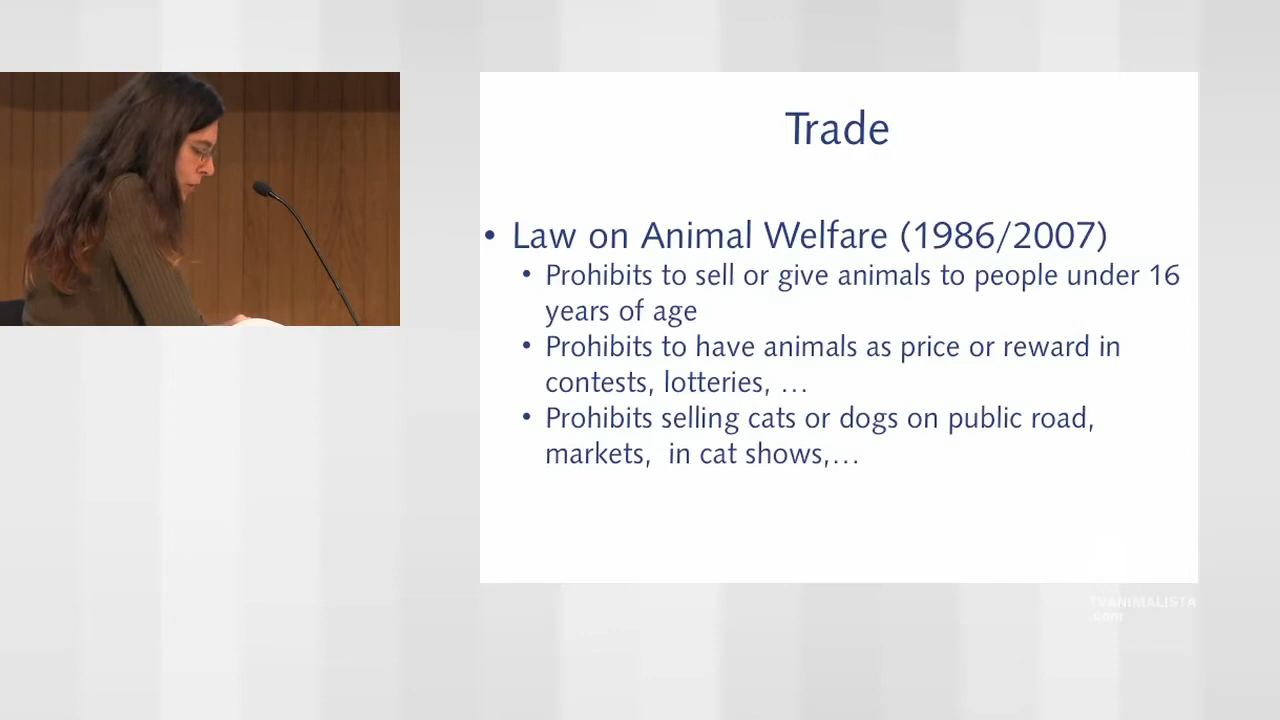 Trade
• Law on Animal Welfare (1986/2007)
• Prohibits to sell or give animals to people under 16
years of age
• Prohibits to have animals as price or reward in
contests, lotteries, …
• Prohibits selling cats or dogs on public road,
markets,  in cat shows,…
TVANIMALISTA
.com